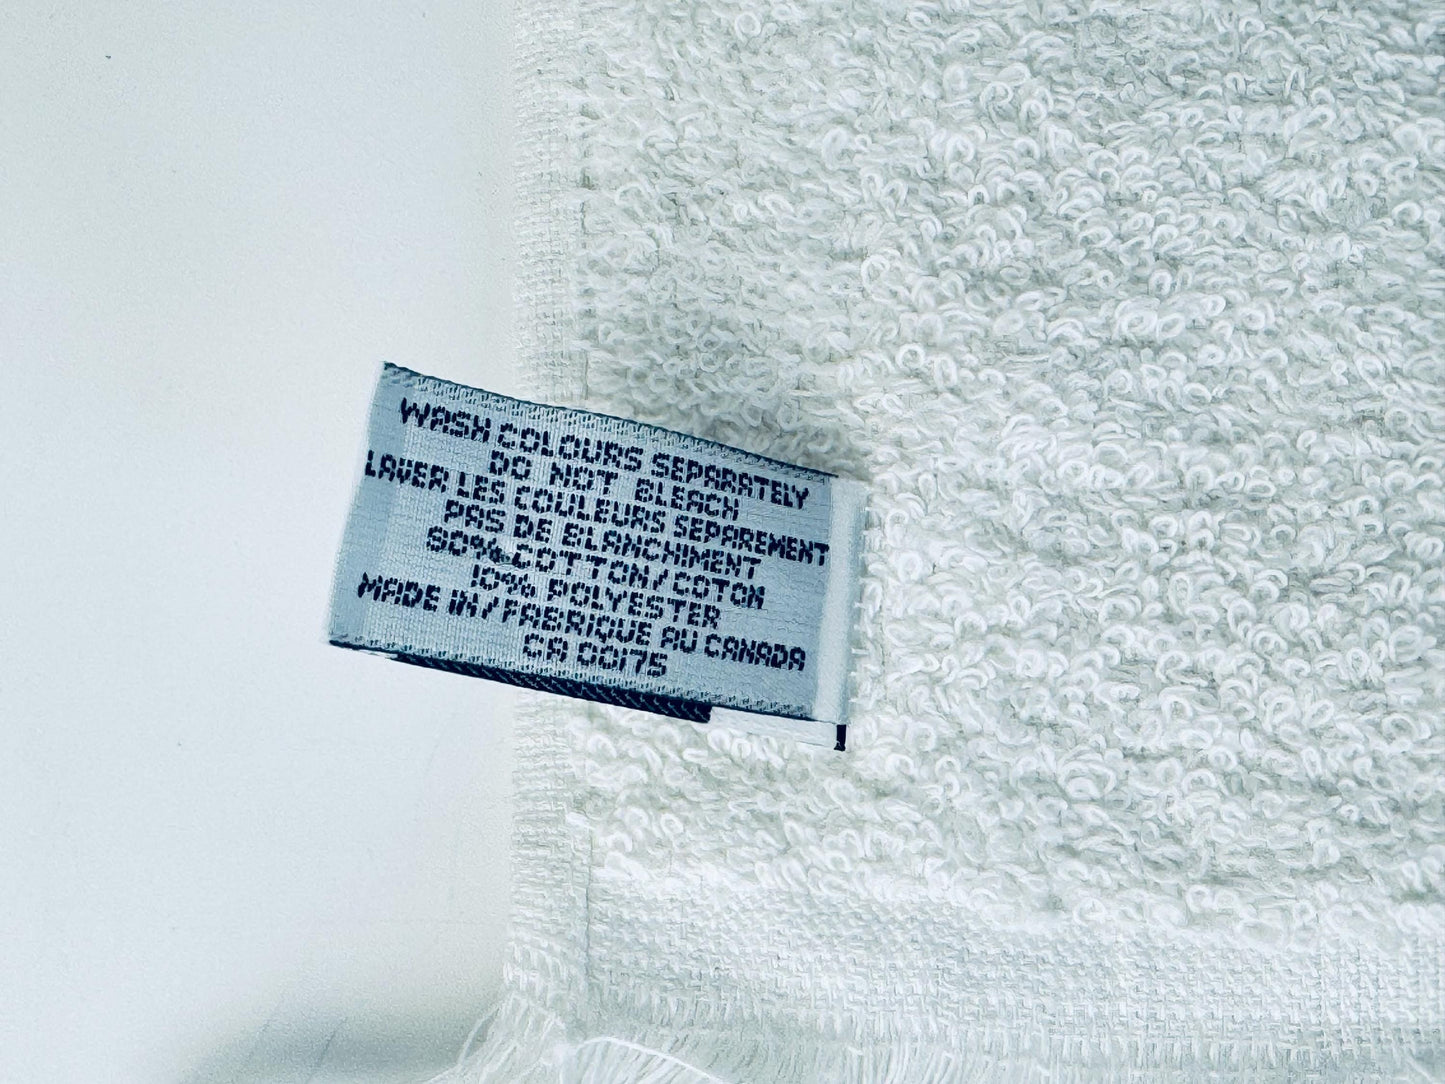 WASH COLOURS SEPARATELY
DO NOT BLEACH
LAVER LES COULEURS SEPAREMENT
PAS DE BLANCHIMENT
90% COTTON/COTON
10% POLYESTER
MADE IN/FABRIQUE AU CANADA
CA 00175